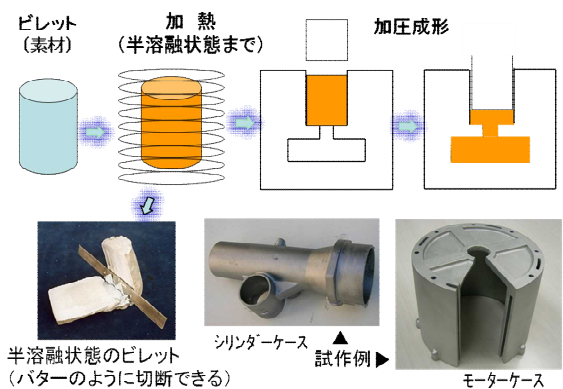 ビレット
（素材）
加 熱
（半溶融状態まで）
加圧成形
半溶融状態のビレット
（バターのように切断できる）
シリンダーケース
▲
試作例▶
モーターケース